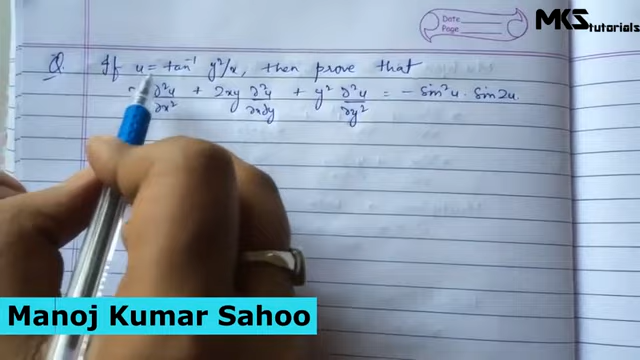 Date
Page
MKS tutorials
Q. If u = tan⁻¹ y²/x, then prove that
∂²u/∂x² + 2xy ∂²u/∂x∂y + y² ∂²u/∂y² = - sin²u . sin2u.
Manoj Kumar Sahoo